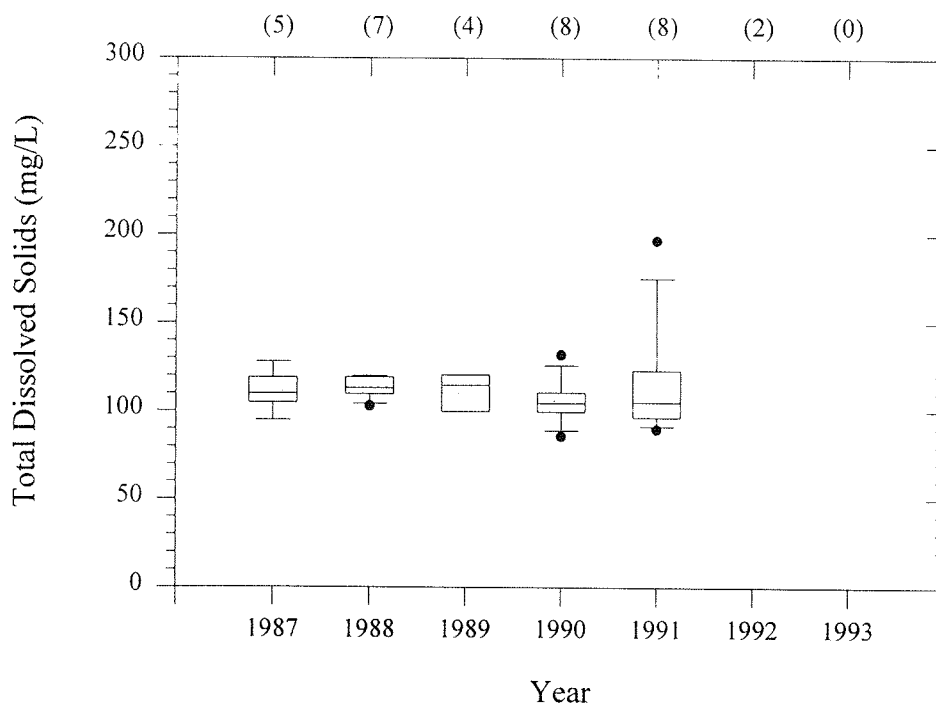 (5) (7) (4) (8) (8) (2) (0)
300
250
200
150
100
50
0
Total Dissolved Solids (mg/L)
1987 1988 1989 1990 1991 1992 1993
Year